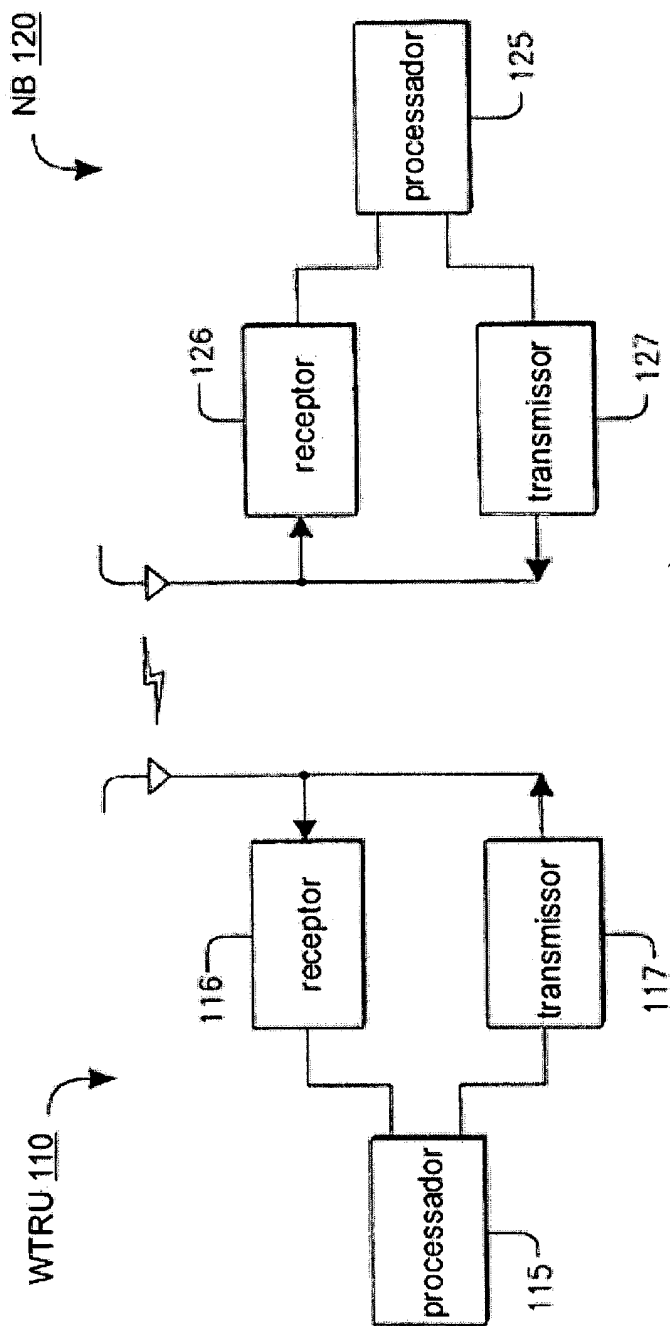 WTRU 110
NB 120
116
126
receptor
receptor
processador
processador
115
125
transmissor
transmissor
117
127